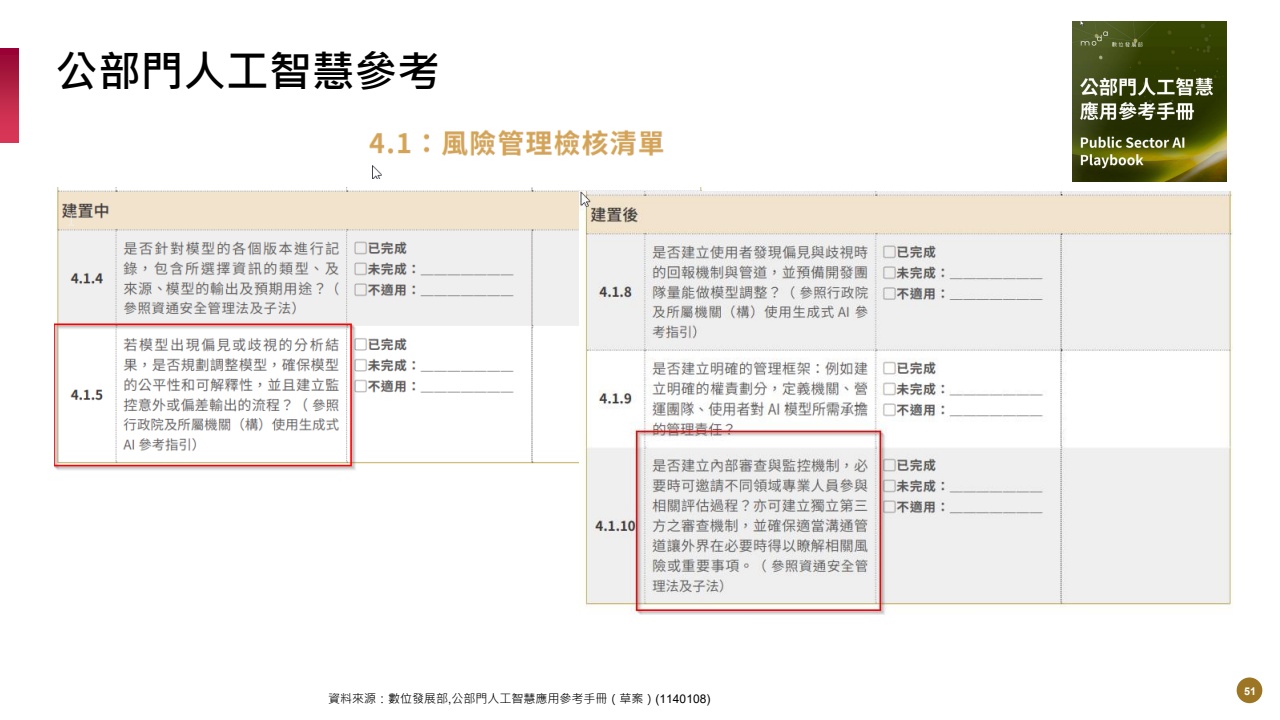 公部門人工智慧參考
moda 數位發展部
公部門人工智慧
應用參考手冊
Public Sector AI
Playbook
4.1：風險管理檢核清單
建置中
4.1.4
是否針對模型的各個版本進行記
錄，包含所選擇資訊的類型、及
來源、模型的輸出及預期用途？（
參照資通安全管理法及子法）
□已完成
□未完成：____________
□不適用：____________
4.1.5
若模型出現偏見或歧視的分析結
果，是否規劃調整模型，確保模型
的公平性和可解釋性，並且建立監
控意外或偏差輸出的流程？（ 參照
行政院及所屬機關（構）使用生成式
AI 參考指引）
□已完成
□未完成：____________
□不適用：____________
建置後
4.1.8
是否建立使用者發現偏見與歧視時
的回報機制與管道，並預備開發團
隊量能做模型調整？（ 參照行政院
及所屬機關（構）使用生成式 AI 參
考指引）
□已完成
□未完成：____________
□不適用：____________
4.1.9
是否建立明確的管理框架：例如建
立明確的權責劃分，定義機關、營
運團隊、使用者對 AI 模型所需承擔
的管理責任？
□已完成
□未完成：____________
□不適用：____________
4.1.10
是否建立內部審查與監控機制，必
要時可邀請不同領域專業人員參與
相關評估過程？亦可建立獨立第三
方之審查機制，並確保適當溝通管
道讓外界在必要時得以瞭解相關風
險或重要事項。（ 參照資通安全管
理法及子法）
□已完成
□未完成：____________
□不適用：____________
資料來源：數位發展部,公部門人工智慧應用參考手冊（草案）(1140108)
51